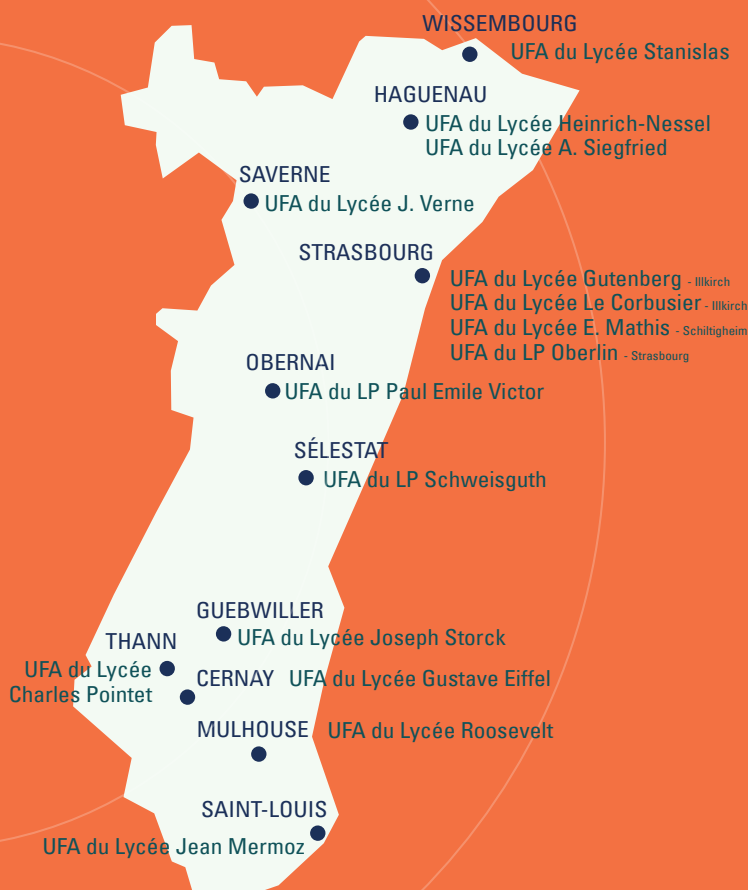 WISSEMBOURG
UFA du Lycée Stanislas
HAGUENAU
UFA du Lycée Heinrich-Nessel
UFA du Lycée A. Siegfried
SAVERNE
UFA du Lycée J. Verne
STRASBOURG
UFA du Lycée Gutenberg - Illkirch
UFA du Lycée Le Corbusier - Illkirch
UFA du Lycée E. Mathis - Schiltigheim
UFA du LP Oberlin - Strasbourg
OBERNAI
UFA du LP Paul Emile Victor
SÉLESTAT
UFA du LP Schweisguth
GUEBWILLER
UFA du Lycée Joseph Storck
THANN
UFA du Lycée
Charles Pointet
CERNAY UFA du Lycée Gustave Eiffel
MULHOUSE UFA du Lycée Roosevelt
SAINT-LOUIS
UFA du Lycée Jean Mermoz